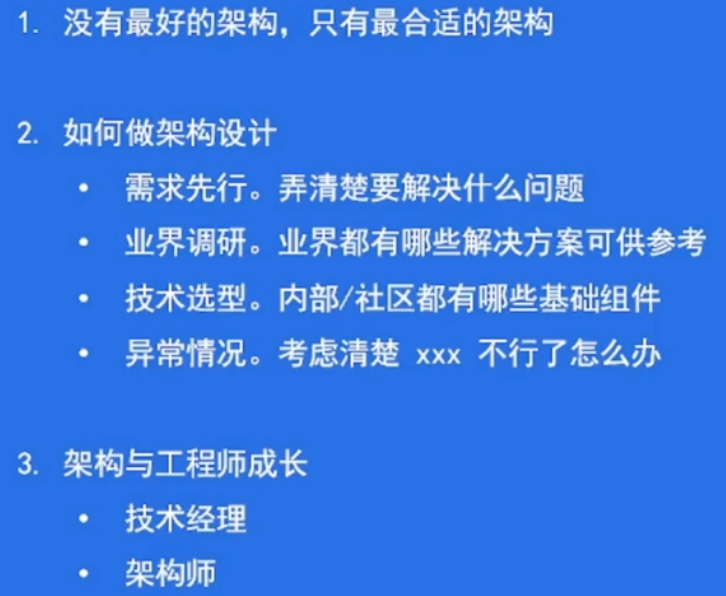 1. 没有最好的架构，只有最合适的架构
2. 如何做架构设计
• 需求先行。弄清楚要解决什么问题
• 业界调研。业界都有哪些解决方案可供参考
• 技术选型。内部/社区都有哪些基础组件
• 异常情况。考虑清楚 xxx 不行了怎么办
3. 架构与工程师成长
• 技术经理
• 架构师